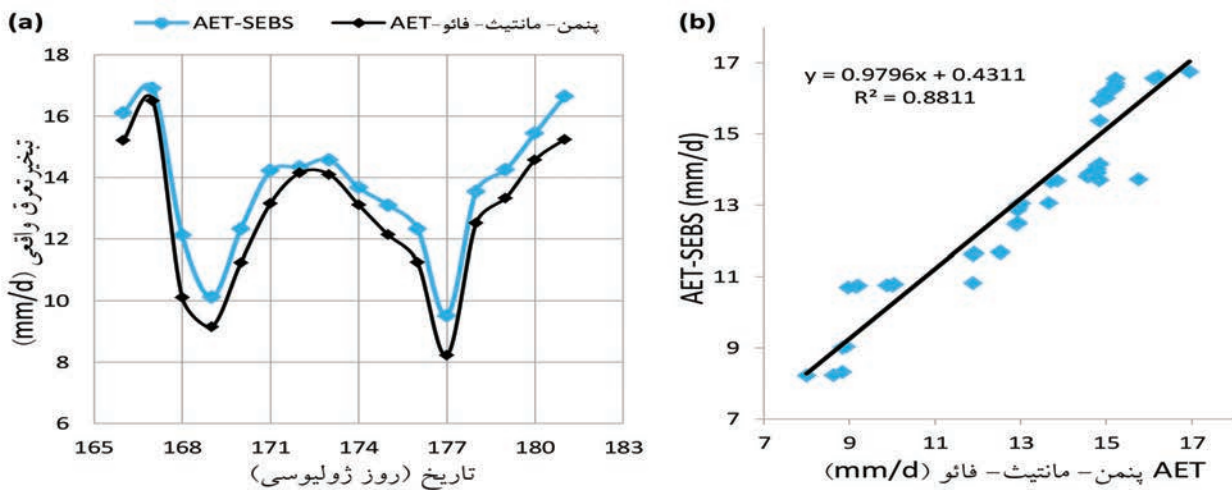 (a)
AET-SEBS
AET-پنمن-مانتیث-فائو
تبخیرتعرق واقعی (mm/d)
18
16
14
12
10
8
6
165 168 171 174 177 180 183
تاریخ (روز ژولیوسی)
(b)
y = 0.9796x + 0.4311
R² = 0.8811
AET-SEBS (mm/d)
17
15
13
11
9
7
7 9 11 13 15 17
AET پنمن- مانتیث- فائو (mm/d)